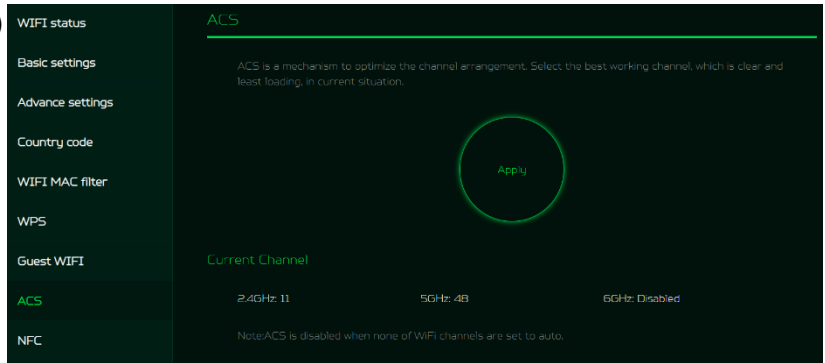 WIFI status
Basic settings
Advance settings
Country code
WIFI MAC filter
WPS
Guest WIFI
ACS
NFC
ACS
ACS is a mechanism to optimize the channel arrangement. Select the best working channel, which is clear and
least loading, in current situation.
Apply
Current Channel
2.4GHz: 11 5GHz: 48 6GHz: Disabled
Note:ACS is disabled when none of WiFi channels are set to auto.